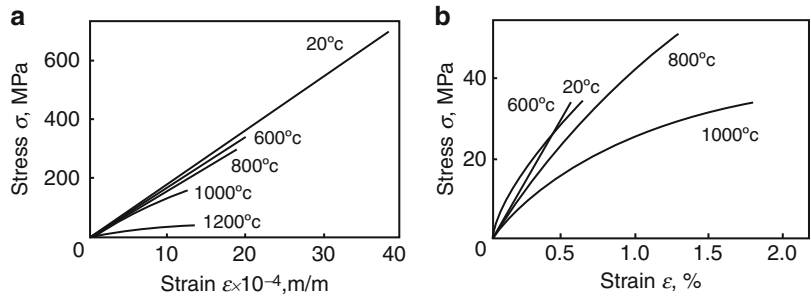 a
600
400
200
0
10
20
30
40
Stress σ, MPa
Strain ε×10⁻⁴,m/m
20ºc
600ºc
800ºc
1000ºc
1200ºc
b
40
20
0
0.5
1.0
1.5
2.0
Stress σ, MPa
Strain ε, %
600ºc
20ºc
800ºc
1000ºc